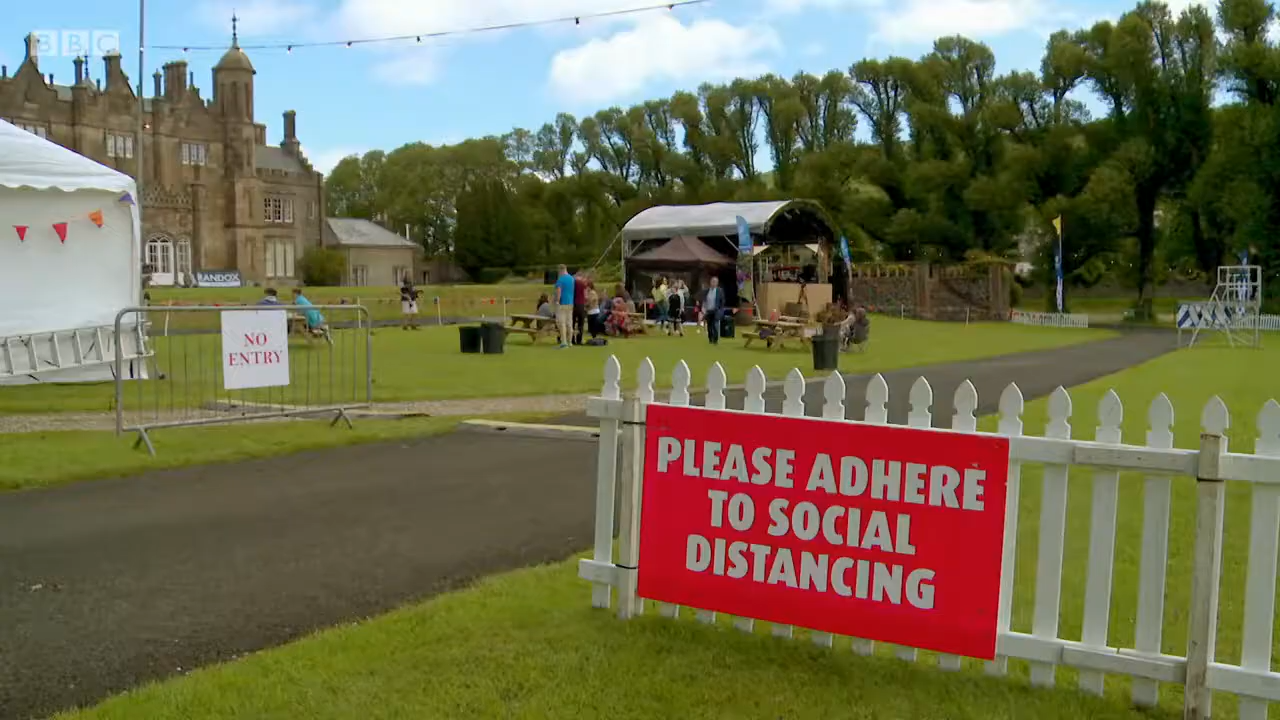 BBC
RANDOX
NO
ENTRY
PLEASE ADHERE
TO SOCIAL
DISTANCING